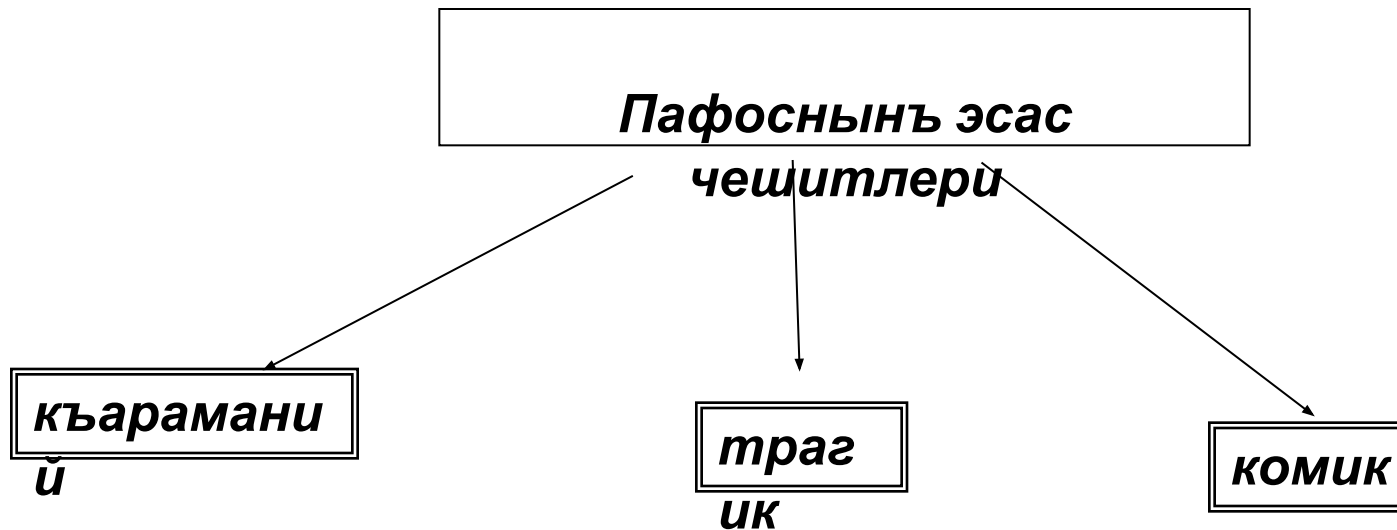 Пафоснынъ эсас
чешитлери
къарамани
й
траг
ик
комик